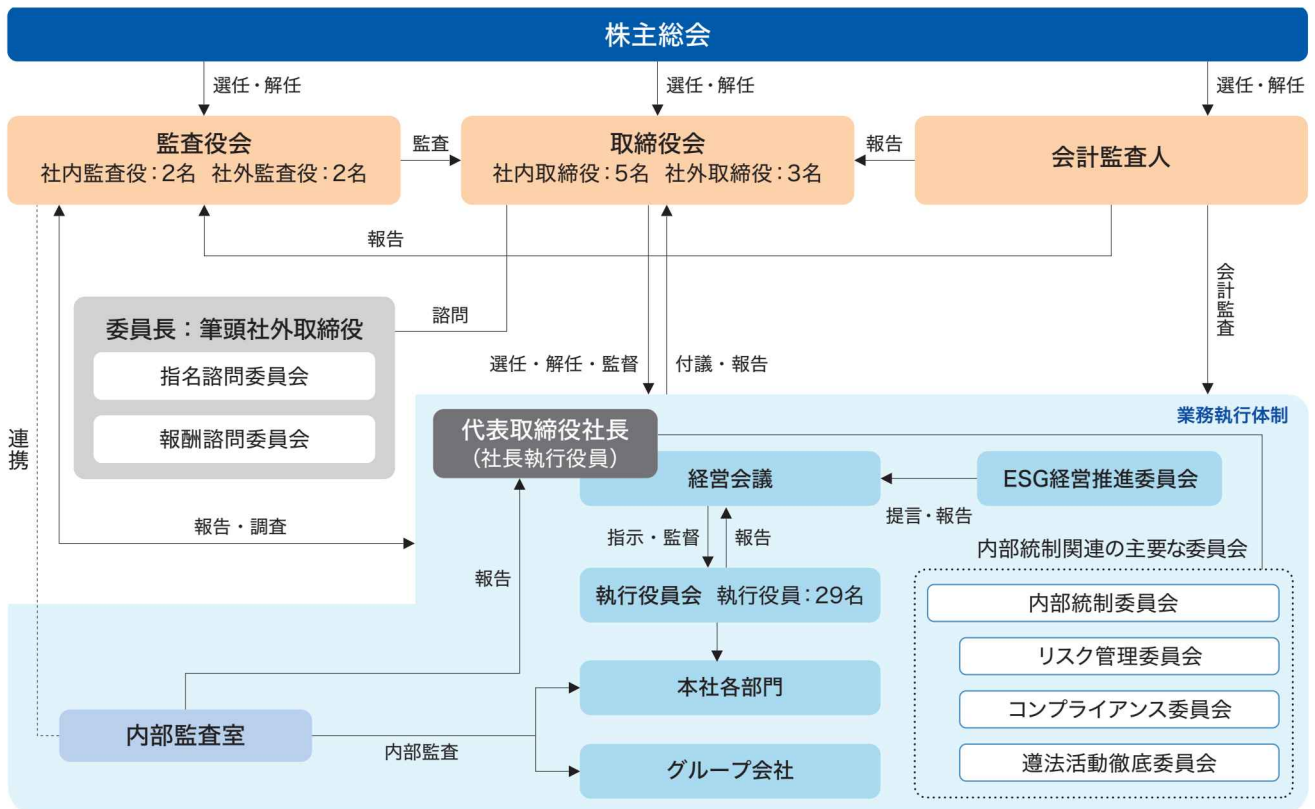 株主総会
選任・解任
選任・解任
選任・解任
監査役会
社内監査役：2名 社外監査役：2名
監査
取締役会
社内取締役：5名 社外取締役：3名
報告
会計監査人
報告
会計監査
委員長：筆頭社外取締役
指名諮問委員会
報酬諮問委員会
諮問
選任・解任・監督
付議・報告
連携
業務執行体制
代表取締役社長
（社長執行役員）
経営会議
ESG経営推進委員会
提言・報告
報告・調査
指示・監督
報告
内部統制関連の主要な委員会
報告
執行役員会 執行役員：29名
内部統制委員会
リスク管理委員会
本社各部門
コンプライアンス委員会
内部監査室
内部監査
グループ会社
遵法活動徹底委員会